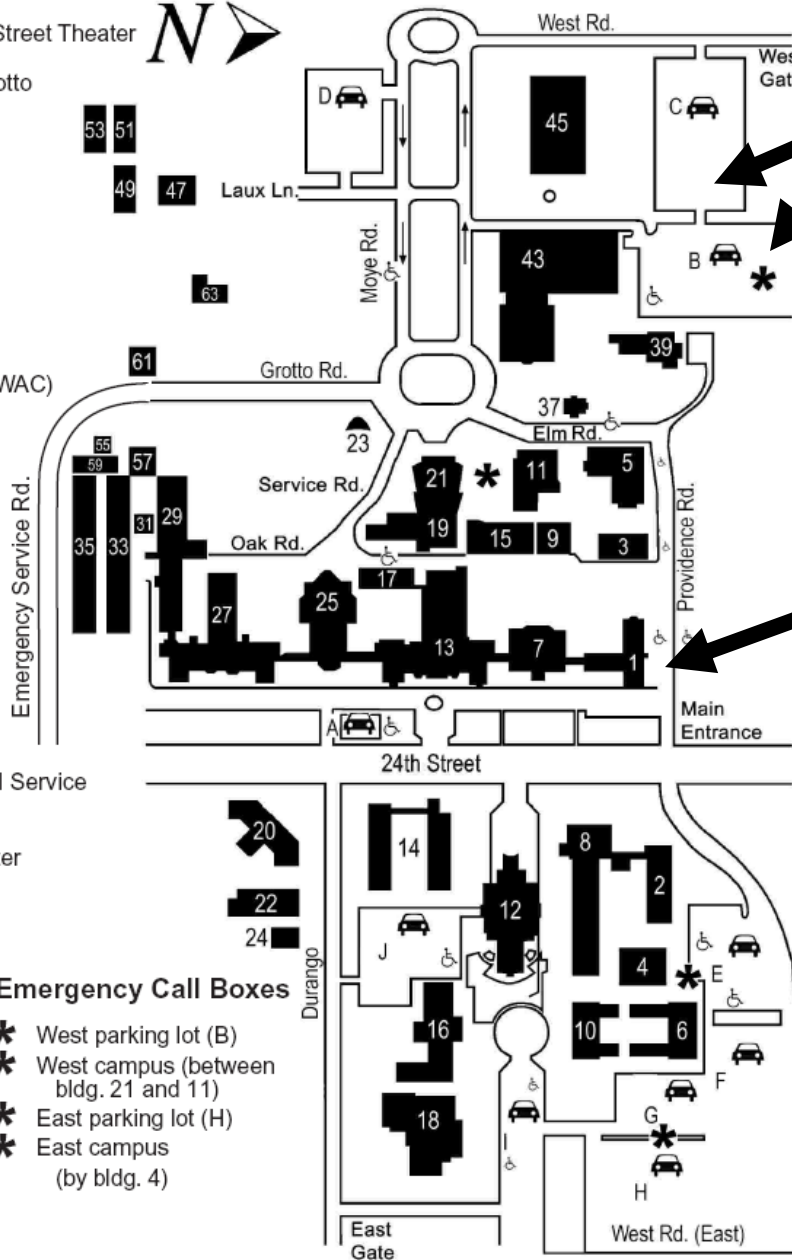 Street Theater
N
West Rd.
otto
Wes
Gat
D
C
45
53
51
49
47
Laux Ln.
Moye Rd.
43
B
*
63
39
61
Grotto Rd.
WAC)
37
Elm Rd.
23
55
59
57
21
*
11
5
Service Rd.
Emergency Service Rd.
35
33
31
29
19
15
9
3
Oak Rd.
Providence Rd.
17
27
25
13
7
1
Main
Entrance
A
24th Street
l Service
20
14
8
2
ter
22
12
24
J
4
*
E
Durango
Emergency Call Boxes
* West parking lot (B)
* West campus (between
bldg. 21 and 11)
* East parking lot (H)
* East campus
(by bldg. 4)
16
10
6
F
18
G
*
I
H
East
Gate
West Rd. (East)